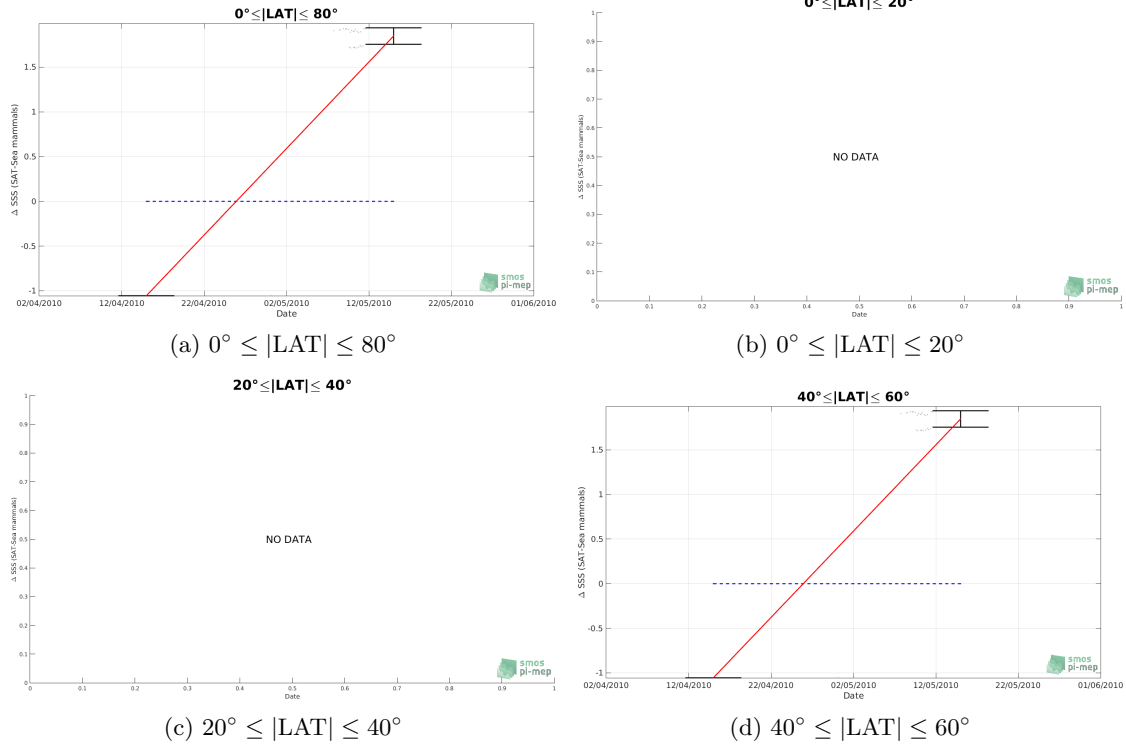 0°≤|LAT|≤ 80°
Δ SSS (SAT-Sea mammals)
1.5
1
0.5
0
-0.5
-1
02/04/2010 12/04/2010 22/04/2010 02/05/2010 12/05/2010 22/05/2010 01/06/2010
Date
smos
pi-mep
(a) 0° ≤ |LAT| ≤ 80°
0°≤|LAT|≤ 20°
Δ SSS (SAT-Sea mammals)
1
0.9
0.8
0.7
0.6
0.5
0.4
0.3
0.2
0.1
0
NO DATA
0 0.1 0.2 0.3 0.4 0.5 0.6 0.7 0.8 0.9 1
Date
smos
pi-mep
(b) 0° ≤ |LAT| ≤ 20°
20°≤|LAT|≤ 40°
Δ SSS (SAT-Sea mammals)
1
0.9
0.8
0.7
0.6
0.5
0.4
0.3
0.2
0.1
0
NO DATA
0 0.1 0.2 0.3 0.4 0.5 0.6 0.7 0.8 0.9 1
Date
smos
pi-mep
(c) 20° ≤ |LAT| ≤ 40°
40°≤|LAT|≤ 60°
Δ SSS (SAT-Sea mammals)
1.5
1
0.5
0
-0.5
-1
02/04/2010 12/04/2010 22/04/2010 02/05/2010 12/05/2010 22/05/2010 01/06/2010
Date
smos
pi-mep
(d) 40° ≤ |LAT| ≤ 60°